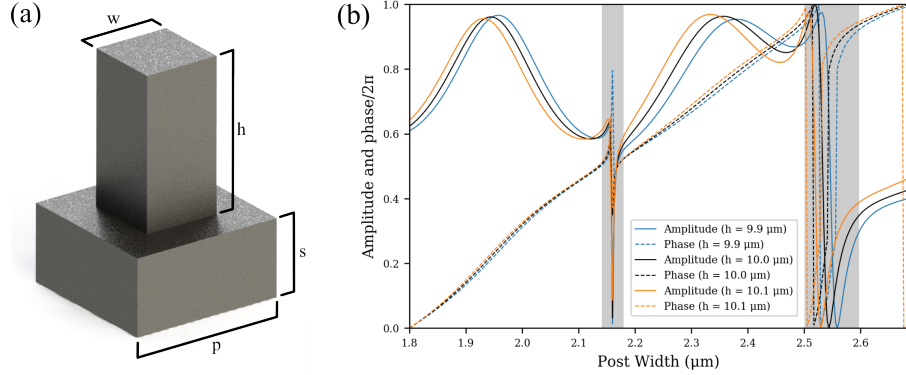 (a)
w
h
s
p
(b)
Amplitude and phase/2π
1.0
0.8
0.6
0.4
0.2
0.0
Amplitude (h = 9.9 μm)
Phase (h = 9.9 μm)
Amplitude (h = 10.0 μm)
Phase (h = 10.0 μm)
Amplitude (h = 10.1 μm)
Phase (h = 10.1 μm)
1.8 1.9 2.0 2.1 2.2 2.3 2.4 2.5 2.6
Post Width (μm)